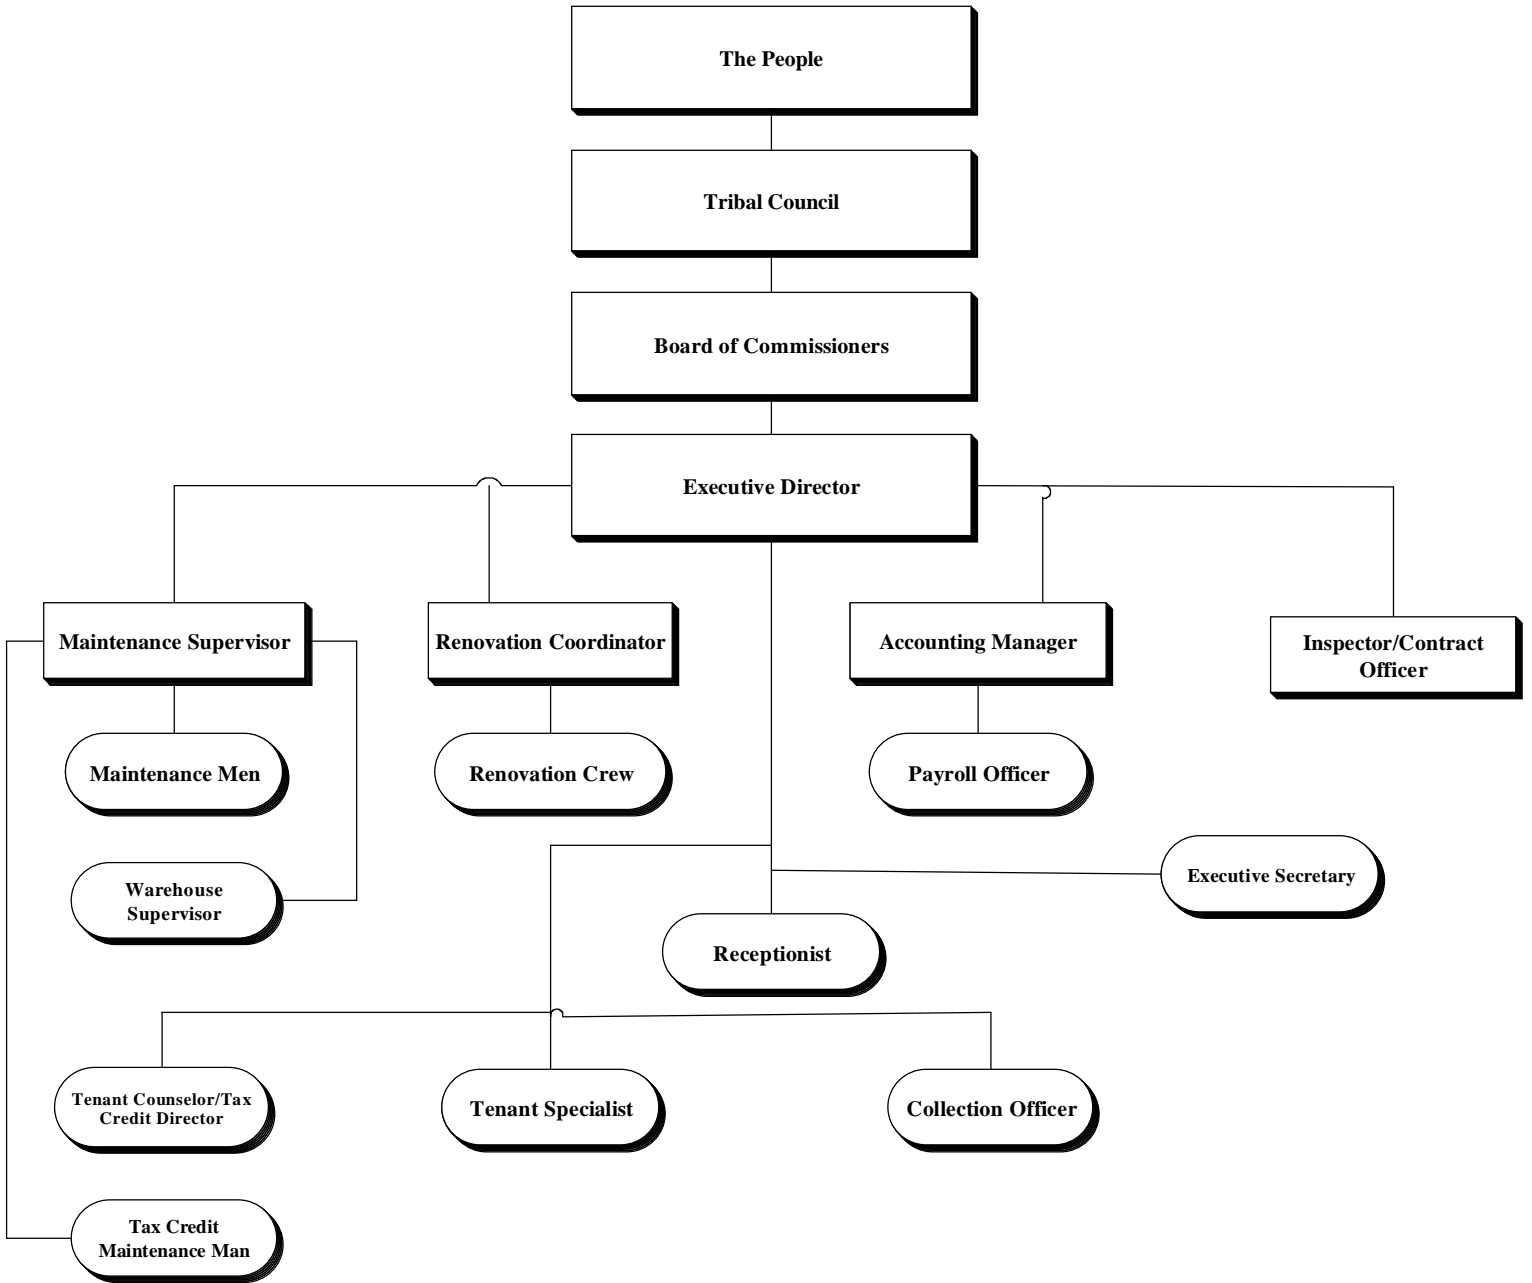 The People
Tribal Council
Board of Commissioners
Executive Director
Maintenance Supervisor
Renovation Coordinator
Accounting Manager
Inspector/Contract
Officer
Maintenance Men
Renovation Crew
Payroll Officer
Executive Secretary
Warehouse
Supervisor
Receptionist
Tenant Counselor/Tax
Credit Director
Tenant Specialist
Collection Officer
Tax Credit
Maintenance Man